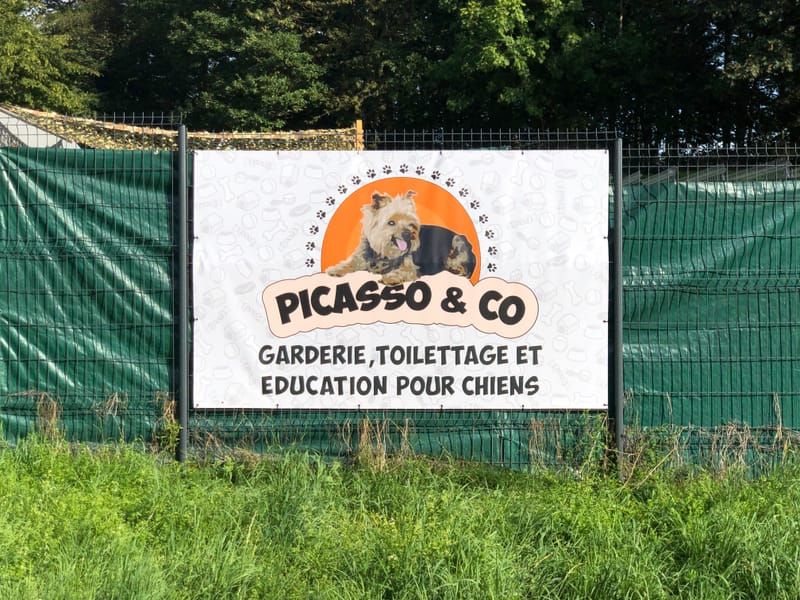 PICASSO & CO
GARDERIE,TOILETTAGE ET
EDUCATION POUR CHIENS